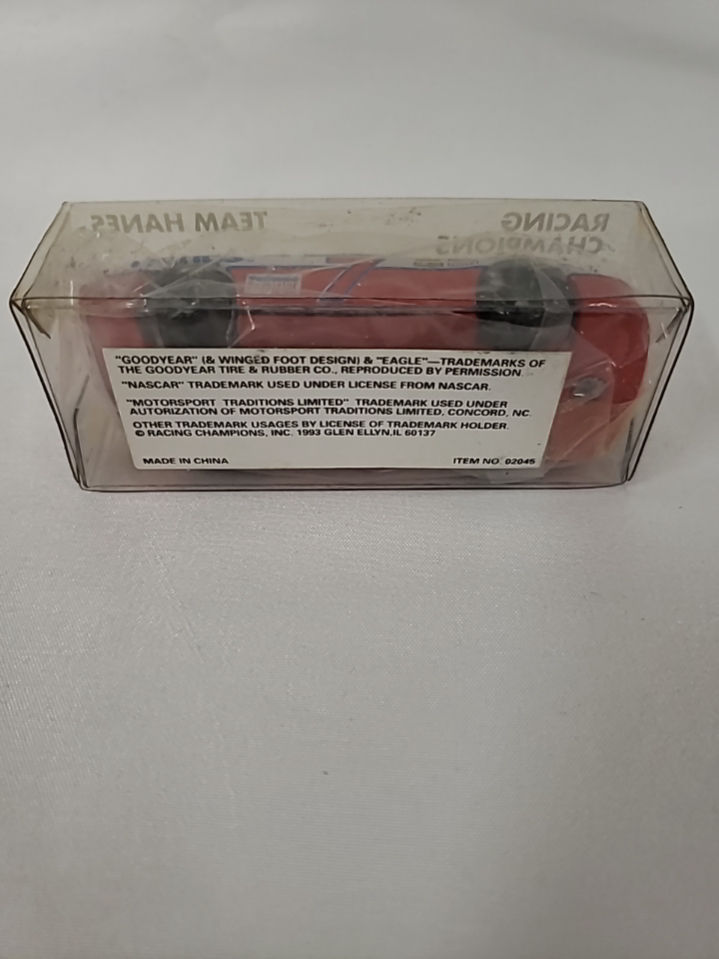 TEAM HANES
RACING
CHAMPIONS
"GOODYEAR" (& WINGED FOOT DESIGN) & "EAGLE"—TRADEMARKS OF
THE GOODYEAR TIRE & RUBBER CO., REPRODUCED BY PERMISSION.
"NASCAR" TRADEMARK USED UNDER LICENSE FROM NASCAR.
"MOTORSPORT TRADITIONS LIMITED" TRADEMARK USED UNDER
AUTORIZATION OF MOTORSPORT TRADITIONS LIMITED, CONCORD, NC.
OTHER TRADEMARK USAGES BY LICENSE OF TRADEMARK HOLDER.
© RACING CHAMPIONS, INC. 1993 GLEN ELLYN,IL 60137
MADE IN CHINA ITEM NO. 02045